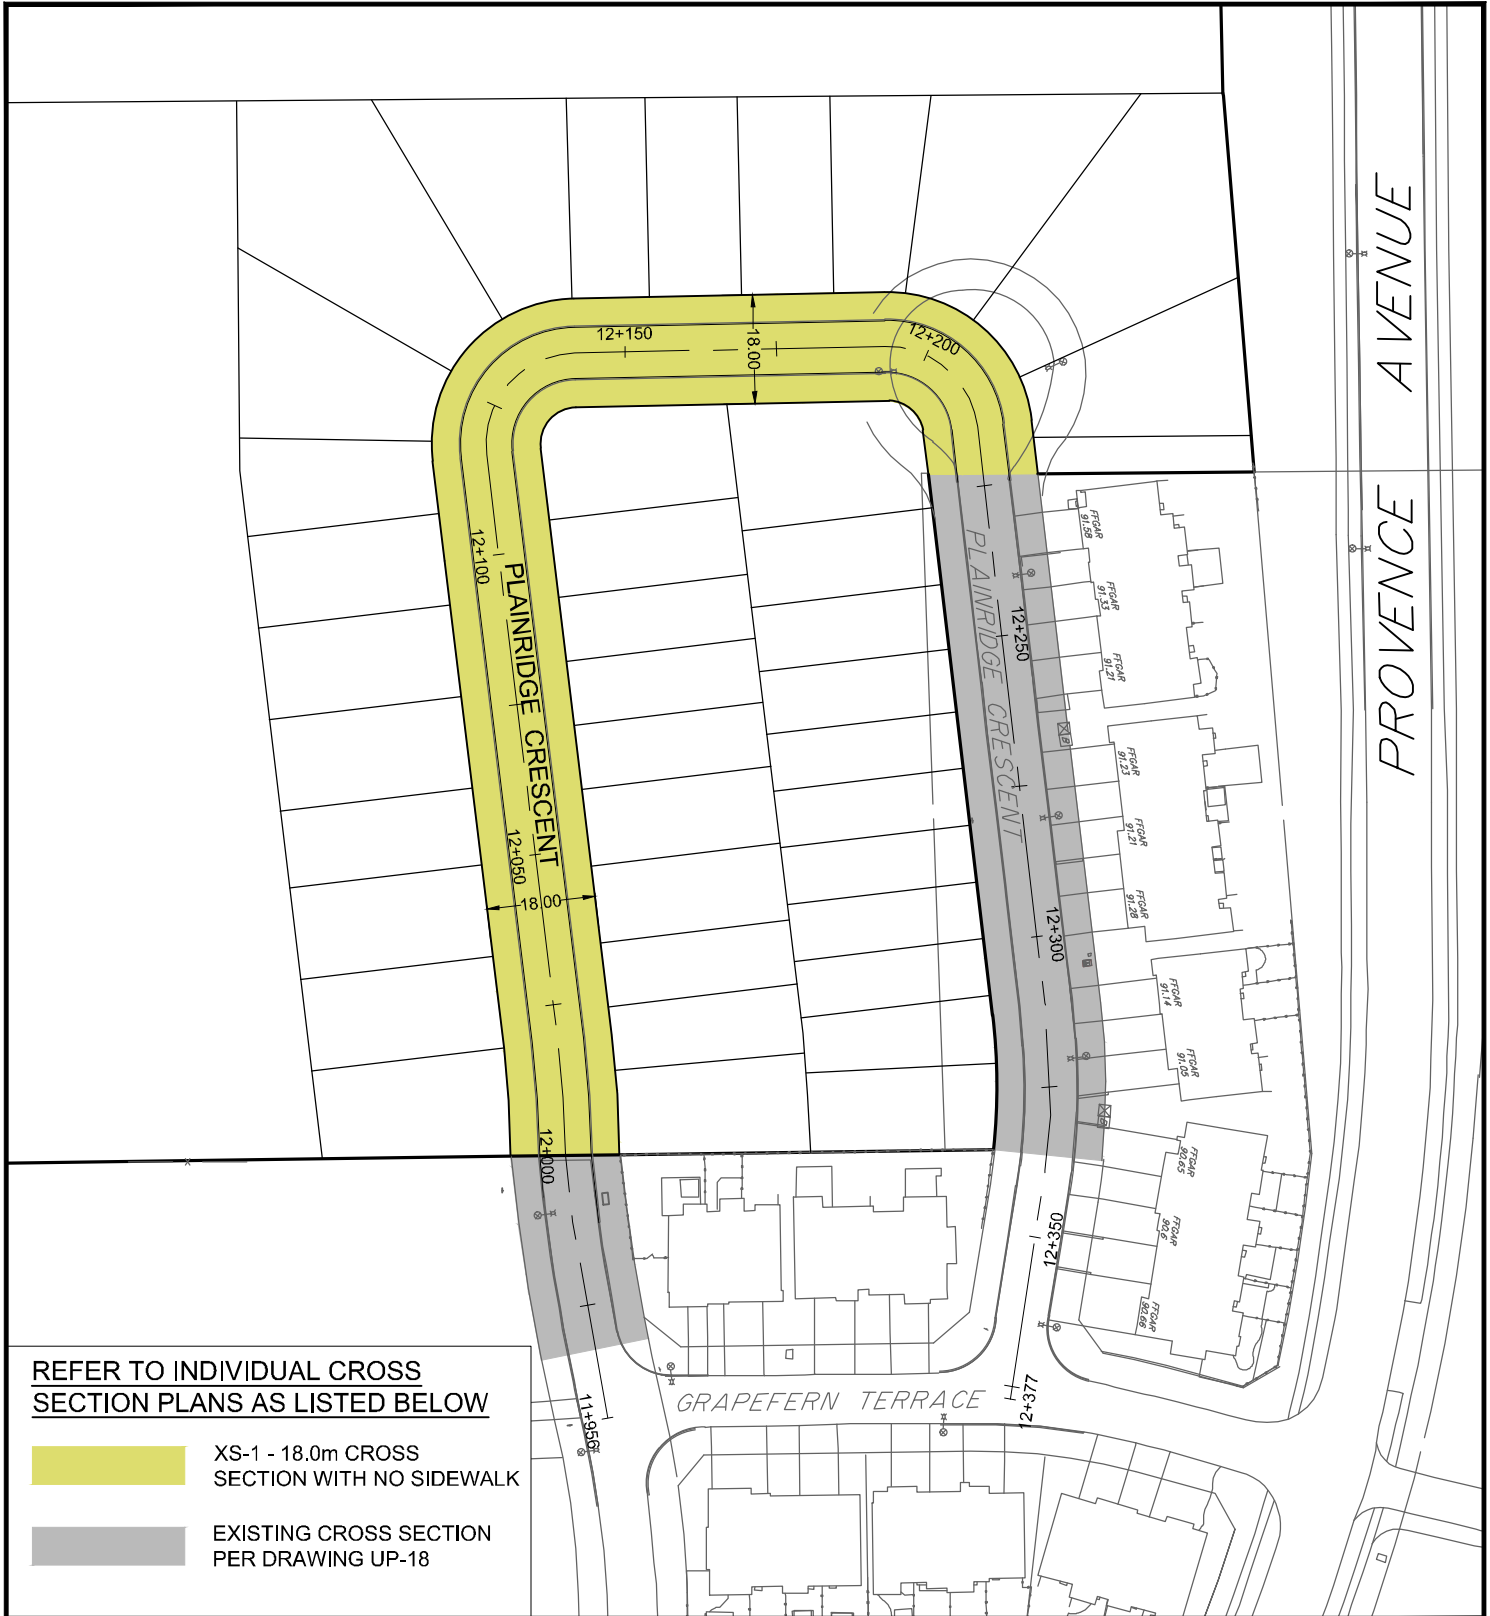 PROVENCE AVENUE
12+150
18.00
12+200
12+100
PLAINRIDGE CRESCENT
12+050
18.00
12+000
11+956
PLAINRIDGE CRESCENT
12+250
12+300
12+350
12+377
FFGAR
91.58
FFGAR
91.33
FFGAR
91.21
FFGAR
91.23
FFGAR
91.21
FFGAR
91.28
FFGAR
91.14
FFGAR
91.05
FFGAR
90.65
FFGAR
90.6
FFGAR
90.66
GRAPEFERN TERRACE
REFER TO INDIVIDUAL CROSS
SECTION PLANS AS LISTED BELOW
XS-1 - 18.0m CROSS
SECTION WITH NO SIDEWALK
EXISTING CROSS SECTION
PER DRAWING UP-18